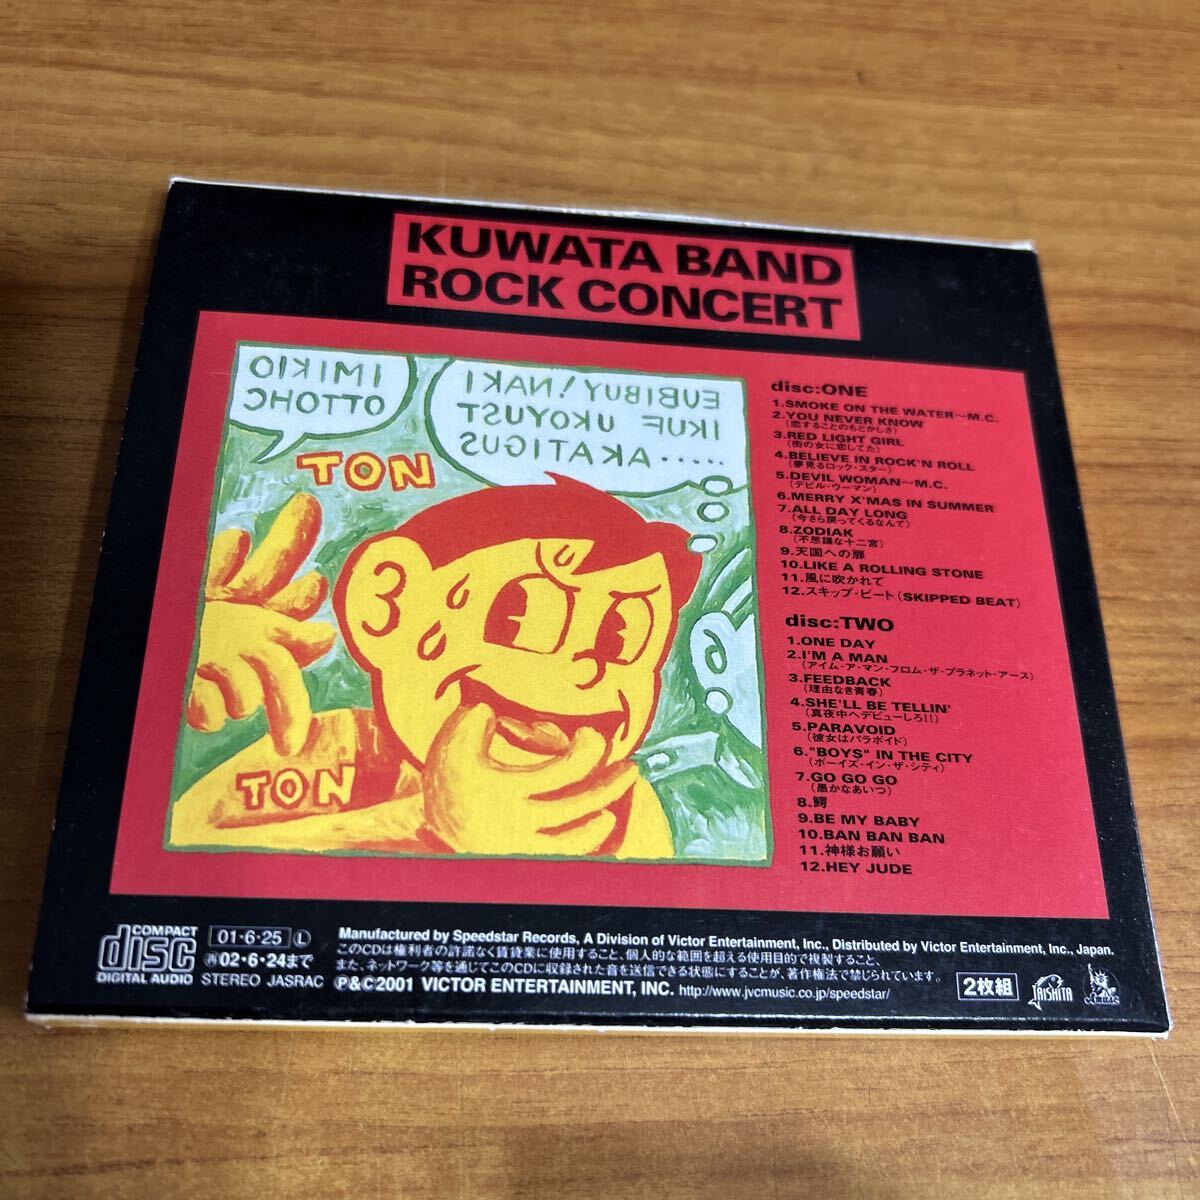 KUWATA BAND
ROCK CONCERT
IMIKIO
CHOTTO
EUBIBUY!NAKI
IKUF UKOYUST
.....AKATIGUS
TON
TON
disc:ONE
1.SMOKE ON THE WATER~M.C.
2.YOU NEVER KNOW
(恋することのもどかしさ)
3.RED LIGHT GIRL
(街の女に恋してた)
4.BELIEVE IN ROCK'N ROLL
(夢見るロック・スター)
5.DEVIL WOMAN~M.C.
(デビル・ウーマン)
6.MERRY X'MAS IN SUMMER
7.ALL DAY LONG
(今さら戻ってくるなんて)
8.ZODIAK
(不思議な十二宮)
9.天国への扉
10.LIKE A ROLLING STONE
11.風に吹かれて
12.スキップ・ビート(SKIPPED BEAT)
disc:TWO
1.ONE DAY
2.I'M A MAN
(アイム・ア・マン・フロム・ザ・プラネット・アース)
3.FEEDBACK
(理由なき青春)
4.SHE'LL BE TELLIN'
(真夜中へデビューしろ!!)
5.PARAVOID
(彼女はパラボイド)
6."BOYS" IN THE CITY
(ボーイズ・イン・ザ・シティ)
7.GO GO GO
(愚かなあいつ)
8.鰐
9.BE MY BABY
10.BAN BAN BAN
11.神様お願い
12.HEY JUDE
COMPACT
disc
DIGITAL AUDIO
01・6・25 Ⓛ
再02・6・24まで
STEREO JASRAC
Manufactured by Speedstar Records, A Division of Victor Entertainment, Inc., Distributed by Victor Entertainment, Inc., Japan.
このCDは権利者の許諾なく賃貸業に使用すること、個人的な範囲を超える使用目的で複製すること、
また、ネットワーク等を通じてこのCDに収録された音を送信できる状態にすることが、著作権法で禁じられています。
℗&©2001 VICTOR ENTERTAINMENT, INC. http://www.jvcmusic.co.jp/speedstar/
2枚組
TAISHITA
Amuse